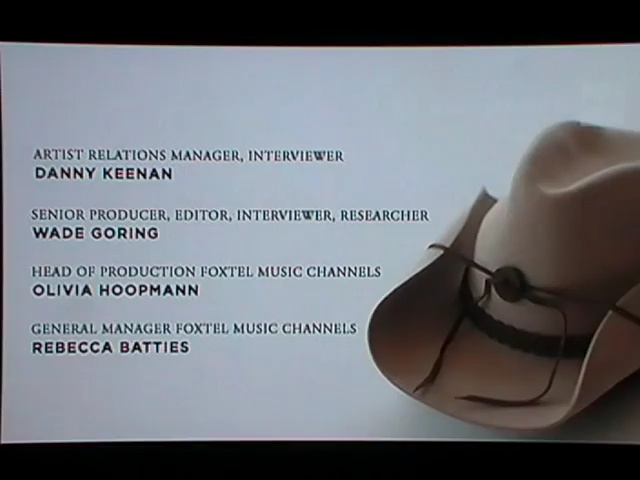 ARTIST RELATIONS MANAGER, INTERVIEWER
DANNY KEENAN
SENIOR PRODUCER, EDITOR, INTERVIEWER, RESEARCHER
WADE GORING
HEAD OF PRODUCTION FOXTEL MUSIC CHANNELS
OLIVIA HOOPMANN
GENERAL MANAGER FOXTEL MUSIC CHANNELS
REBECCA BATTIES